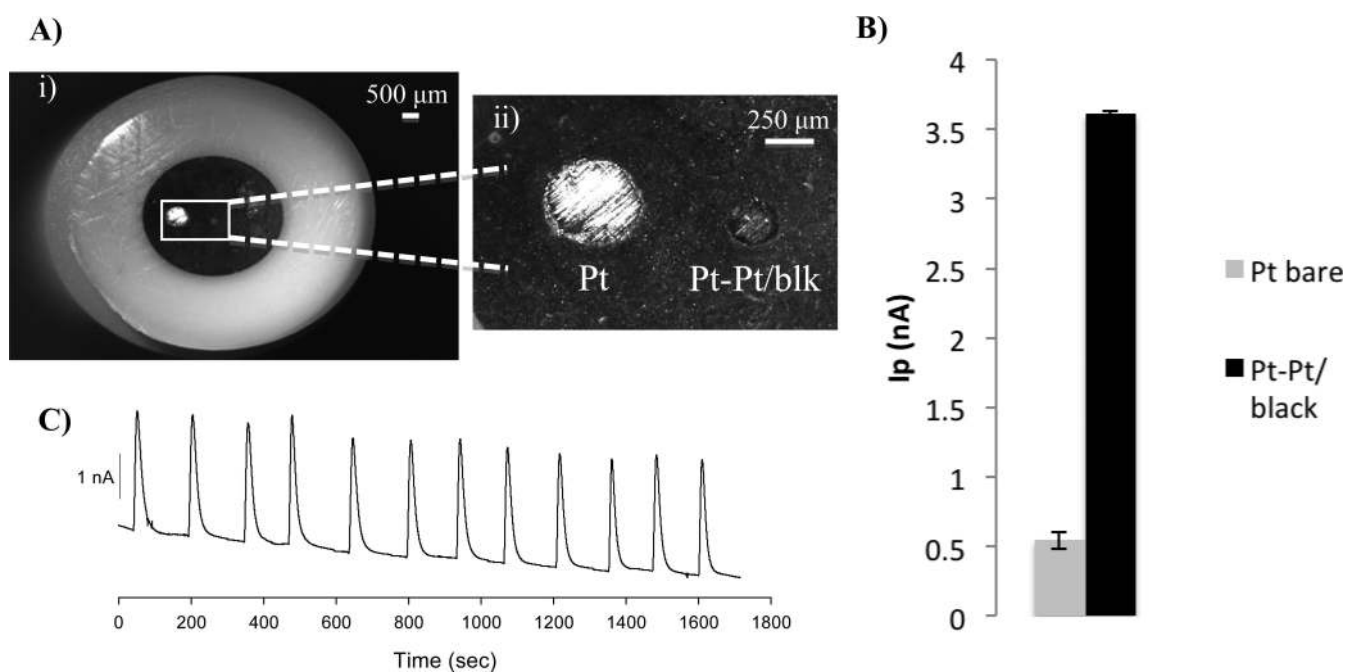 A)
i)
500 μm
ii)
250 μm
Pt
Pt-Pt/blk
B)
4
3.5
3
2.5
2
1.5
1
0.5
0
Ip (nA)
Pt bare
Pt-Pt/
black
C)
1 nA
0 200 400 600 800 1000 1200 1400 1600 1800
Time (sec)